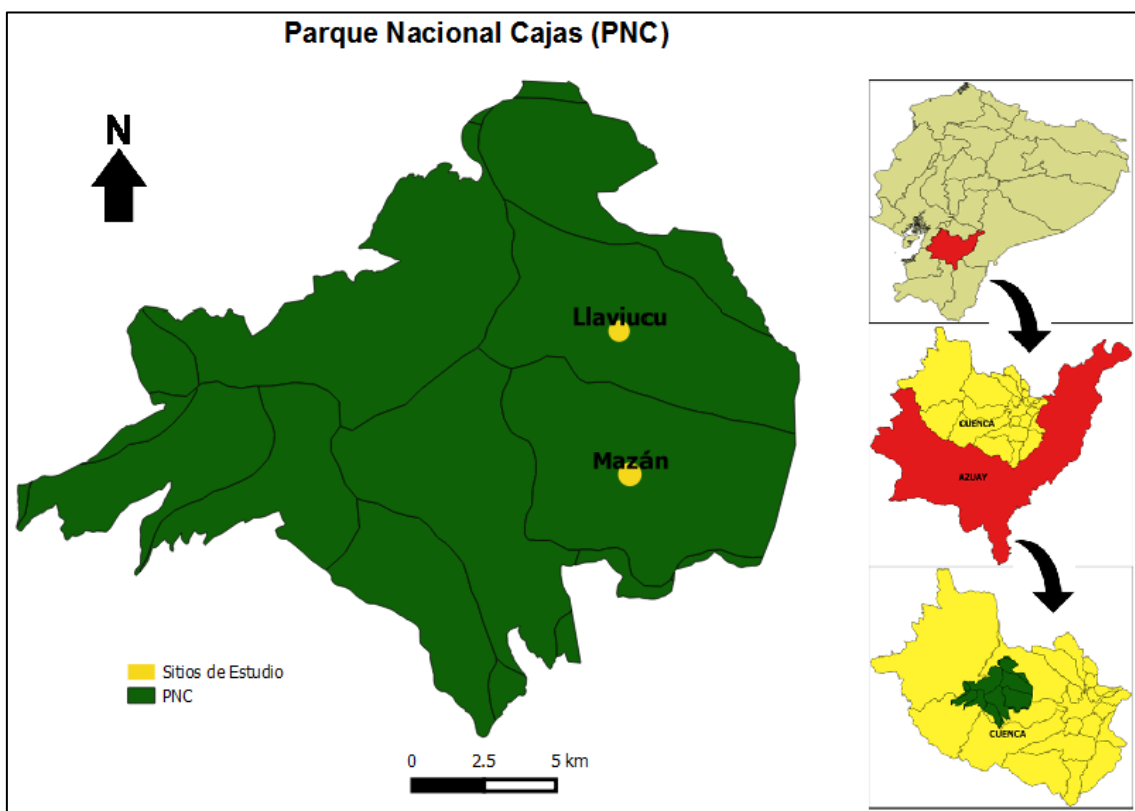 Parque Nacional Cajas (PNC)
N
Llaviucu
Mazán
Sitios de Estudio
PNC
0 2.5 5 km
CUENCA
AZUAY
CUENCA